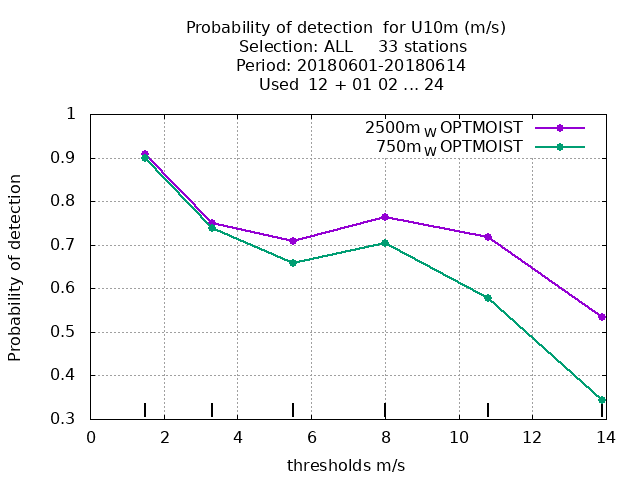 Probability of detection  for U10m (m/s)
Selection: ALL     33 stations
Period: 20180601-20180614
Used  12 + 01 02 ... 24
2500m W OPTMOIST
750m W OPTMOIST
Probability of detection
1
0.9
0.8
0.7
0.6
0.5
0.4
0.3
0 2 4 6 8 10 12 14
thresholds m/s